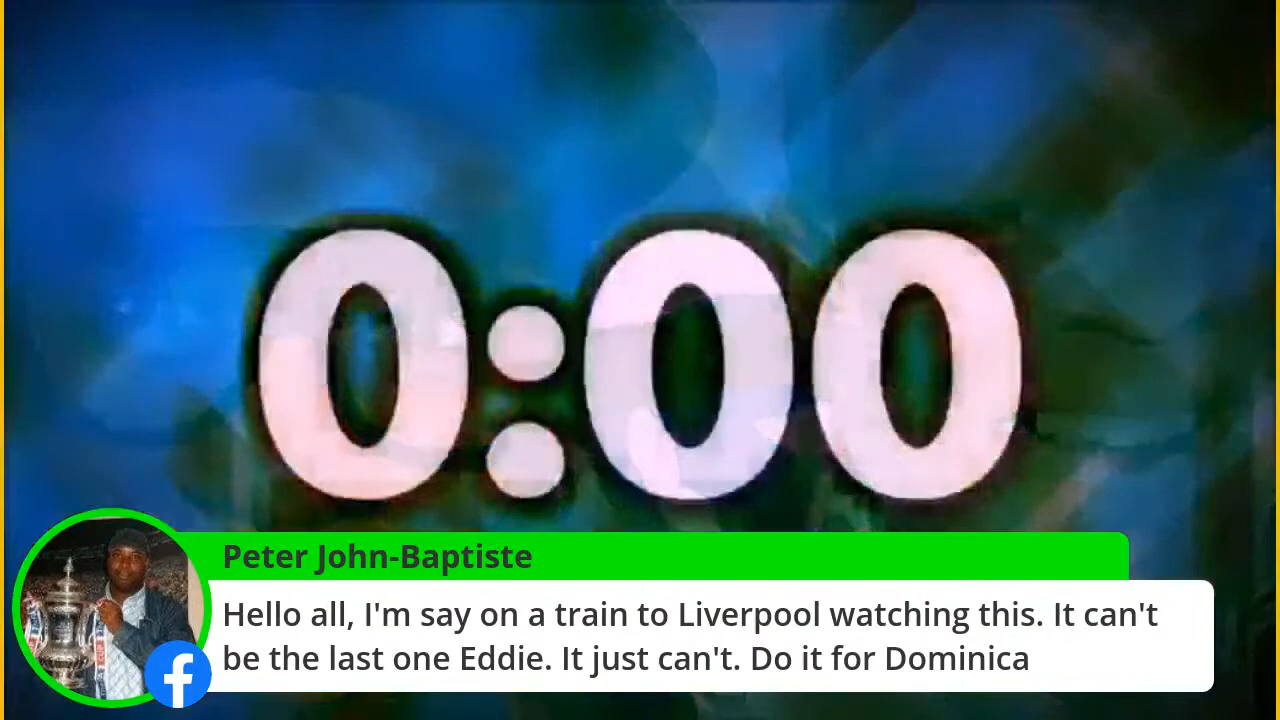 0:00
Peter John-Baptiste
Hello all, I'm say on a train to Liverpool watching this. It can't
be the last one Eddie. It just can't. Do it for Dominica